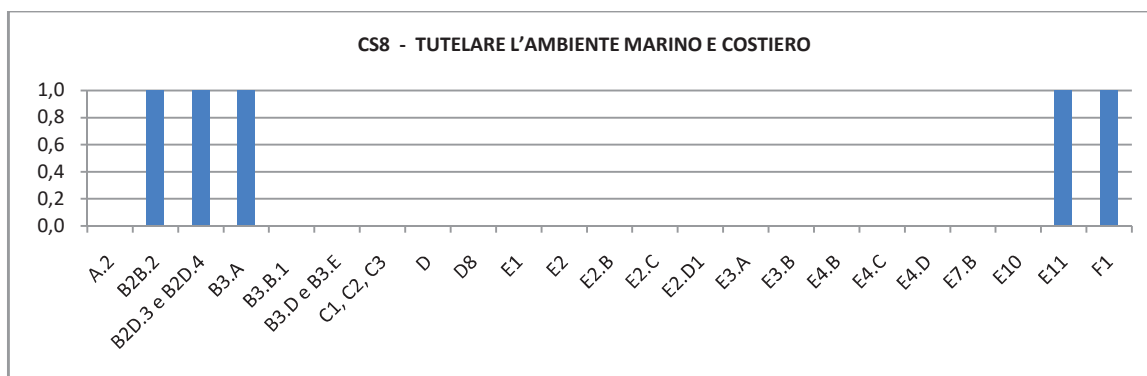 CS8 - TUTELARE L’AMBIENTE MARINO E COSTIERO
1,0
0,8
0,6
0,4
0,2
0,0
A.2
B2B.2
B2D.3 e B2D.4
B3.A
B3.B.1
B3.D e B3.E
C1, C2, C3
D
D8
E1
E2
E2.B
E2.C
E2.D1
E3.A
E3.B
E4.B
E4.C
E4.D
E7.B
E10
E11
F1